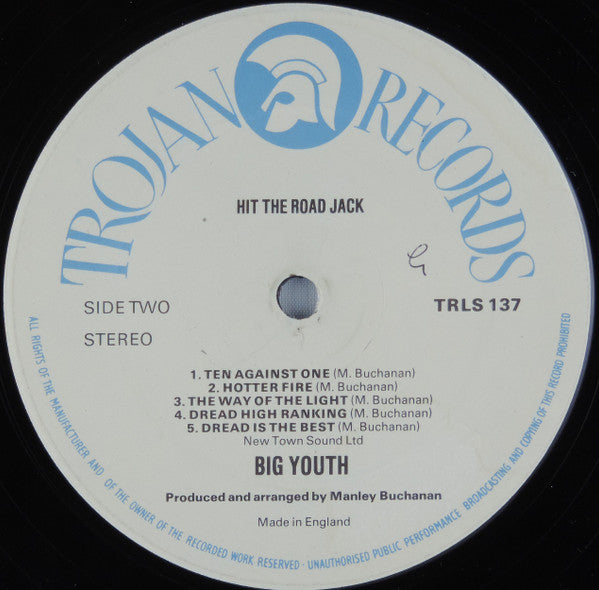 TROJAN RECORDS
HIT THE ROAD JACK
SIDE TWO
TRLS 137
STEREO
1. TEN AGAINST ONE (M. Buchanan)
2. HOTTER FIRE (M. Buchanan)
3. THE WAY OF THE LIGHT (M. Buchanan)
4. DREAD HIGH RANKING (M. Buchanan)
5. DREAD IS THE BEST (M. Buchanan)
New Town Sound Ltd
BIG YOUTH
Produced and arranged by Manley Buchanan
Made in England
ALL RIGHTS OF THE MANUFACTURER AND OF THE OWNER OF THE RECORDED WORK RESERVED · UNAUTHORISED PUBLIC PERFORMANCE BROADCASTING AND COPYING OF THIS RECORD PROHIBITED